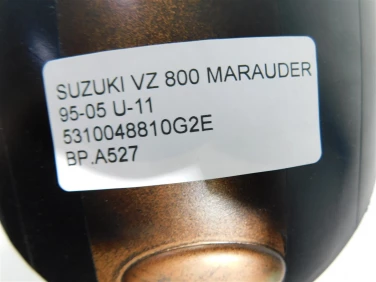 SUZUKI VZ 800 MARAUDER
95-05 U-11
5310048810G2E
BP.A527